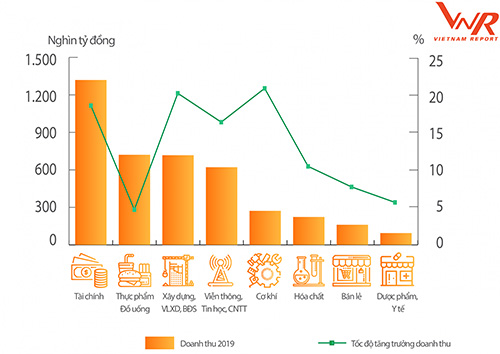 VNR
VIETNAM REPORT
Nghìn tỷ đồng
%
1.500
1.200
900
600
300
0
25
20
15
10
5
0
Tài chính
Thực phẩm
Đồ uống
Xây dựng,
VLXD, BĐS
Viễn thông,
Tin học, CNTT
Cơ khí
Hóa chất
Bán lẻ
Dược phẩm,
Y tế
Doanh thu 2019
Tốc độ tăng trưởng doanh thu